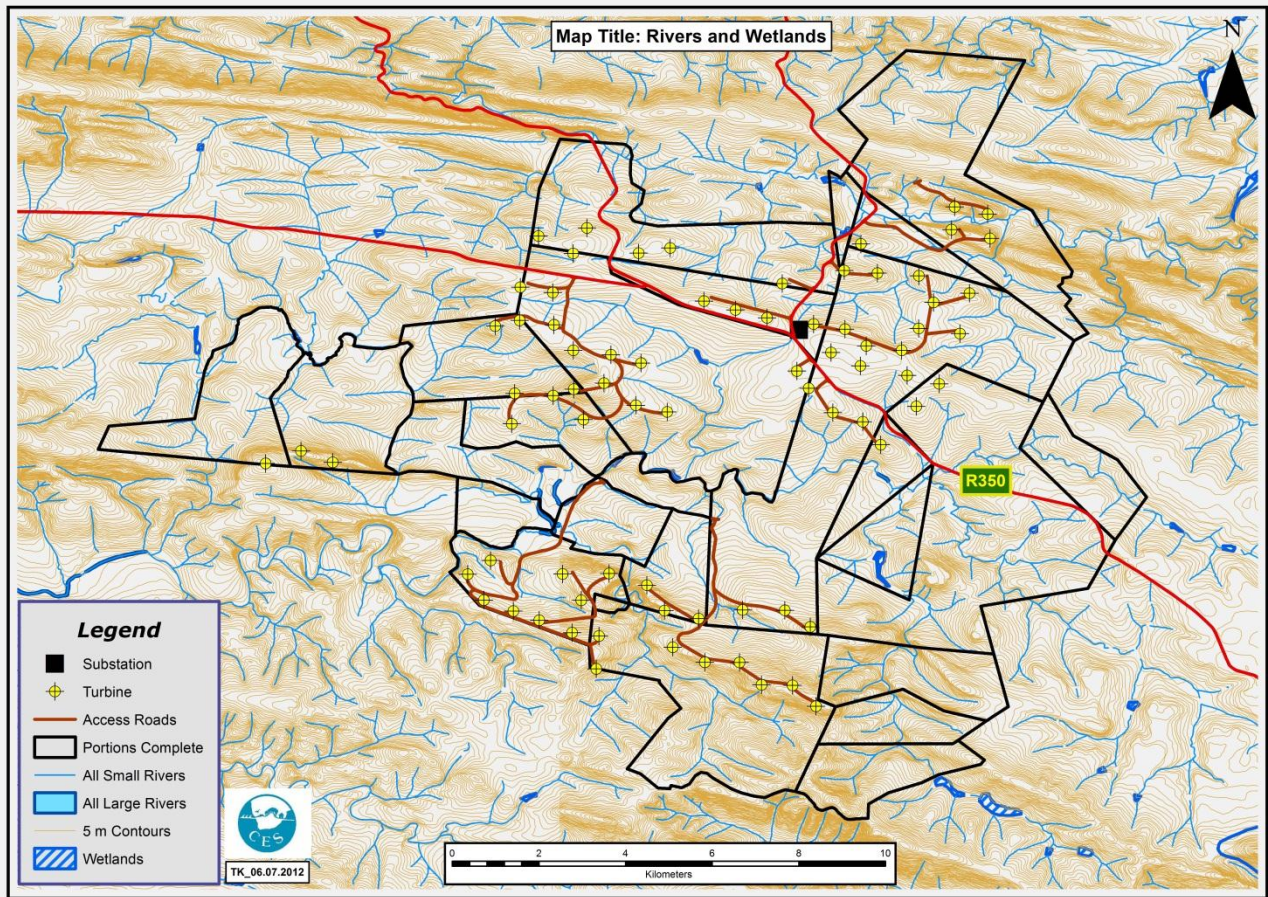 Map Title: Rivers and Wetlands
N
R350
Legend
Substation
Turbine
Access Roads
Portions Complete
All Small Rivers
All Large Rivers
5 m Contours
Wetlands
CES
TK_06.07.2012
0 2 4 6 8 10
Kilometers